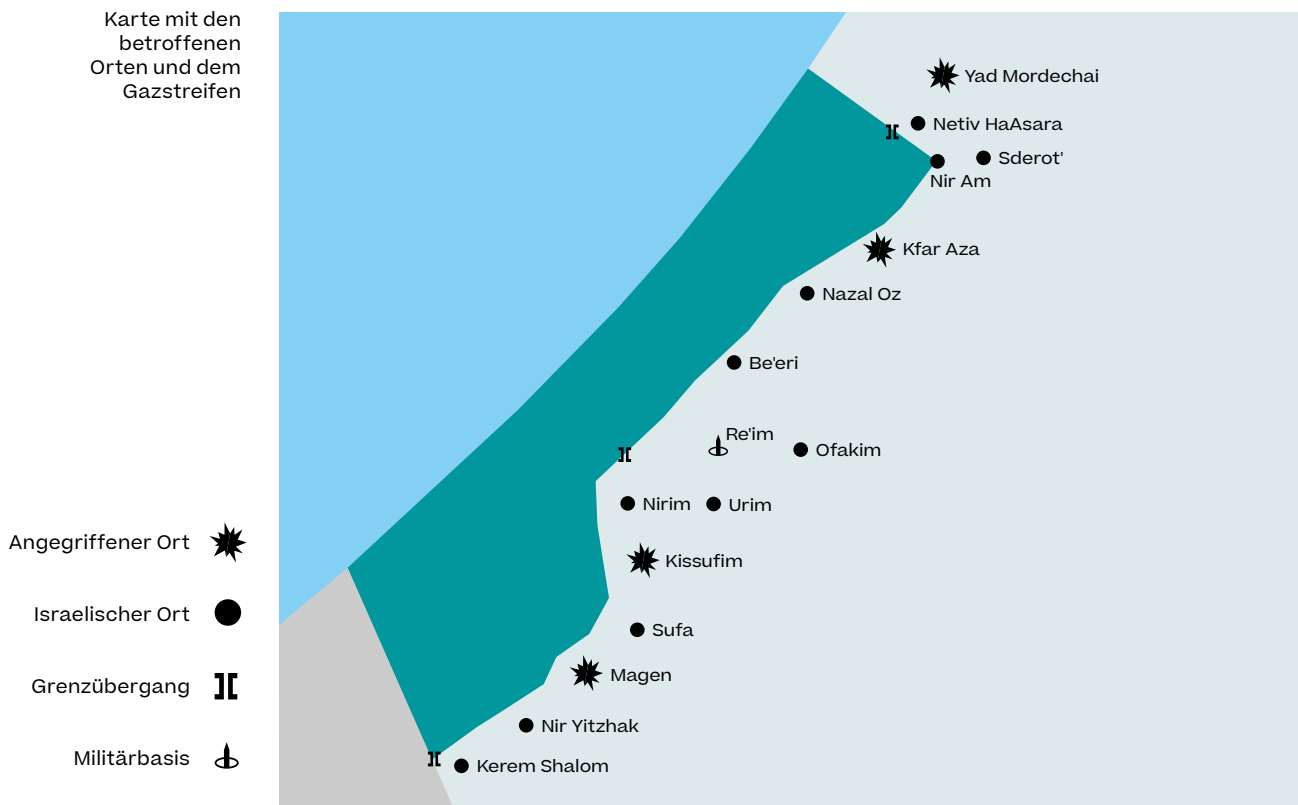 Karte mit den
betroffenen
Orten und dem
Gazstreifen
Yad Mordechai
Netiv HaAsara
Sderot'
Nir Am
Kfar Aza
Nazal Oz
Be'eri
Re'im
Ofakim
Nirim
Urim
Kissufim
Sufa
Magen
Nir Yitzhak
Kerem Shalom
Angegriffener Ort
Israelischer Ort
Grenzübergang
Militärbasis